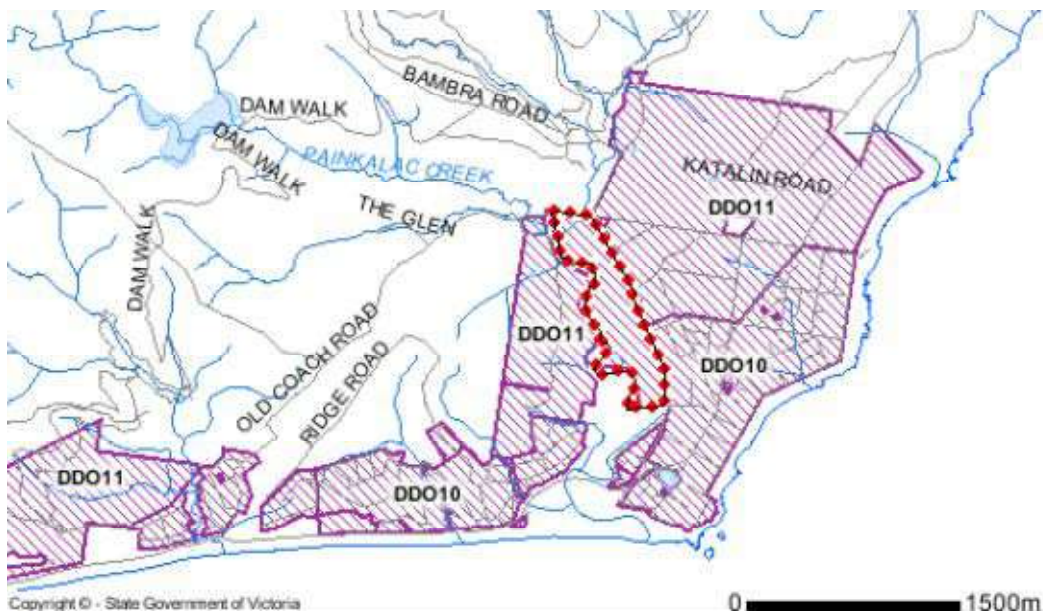 BAMBRA ROAD
DAM WALK
DAM WALK
PAINKALAC CREEK
KATALIN ROAD
THE GLEN
DDO11
DAM WALK
DDO11
OLD COACH ROAD
RIDGE ROAD
DDO10
DDO11
DDO10
Copyright © - State Government of Victoria
0 1500m